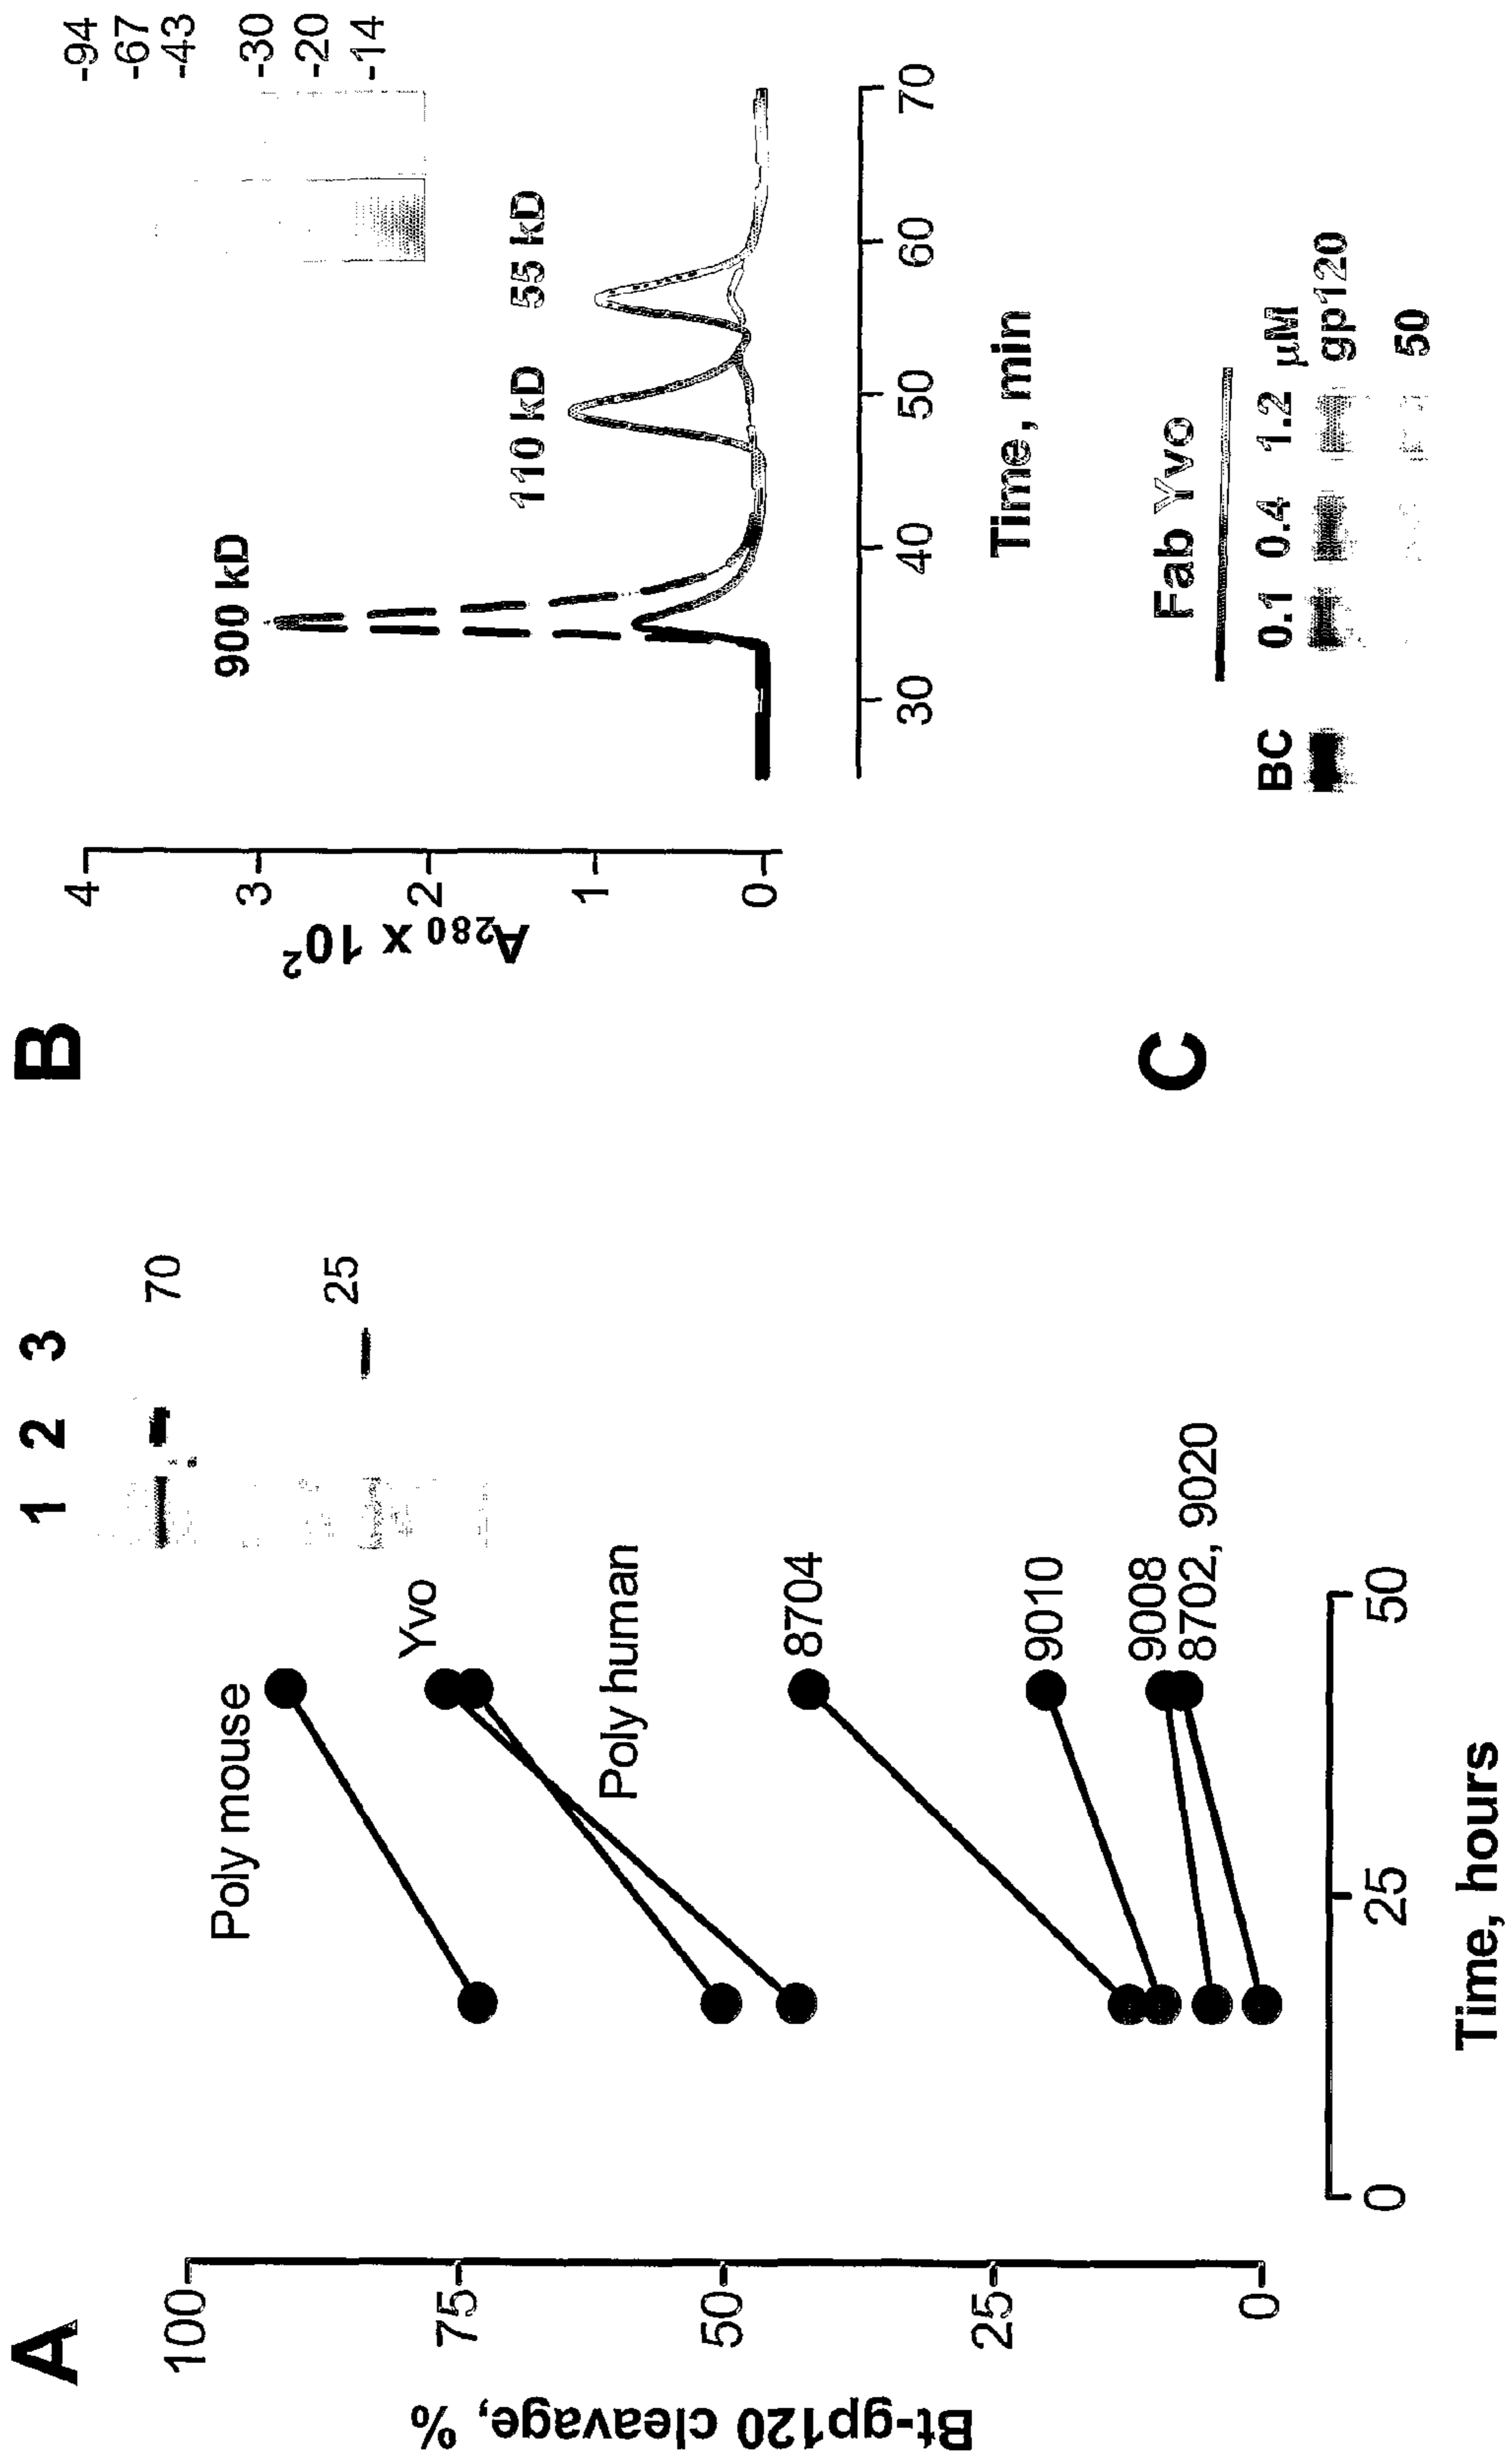 A
Bt-gp120 cleavage, %
100
75
50
25
0
Poly mouse
Yvo
Poly human
8704
9010
9008
8702, 9020
0
25
50
Time, hours
1 2 3
70
25
B
A280 x 10²
4
3
2
1
0
900 kD
110 kD
55 kD
30
40
50
60
70
Time, min
-94
-67
-43
-30
-20
-14
C
Fab Yvo
BC 0.1 0.4 1.2 µM
gp120
50